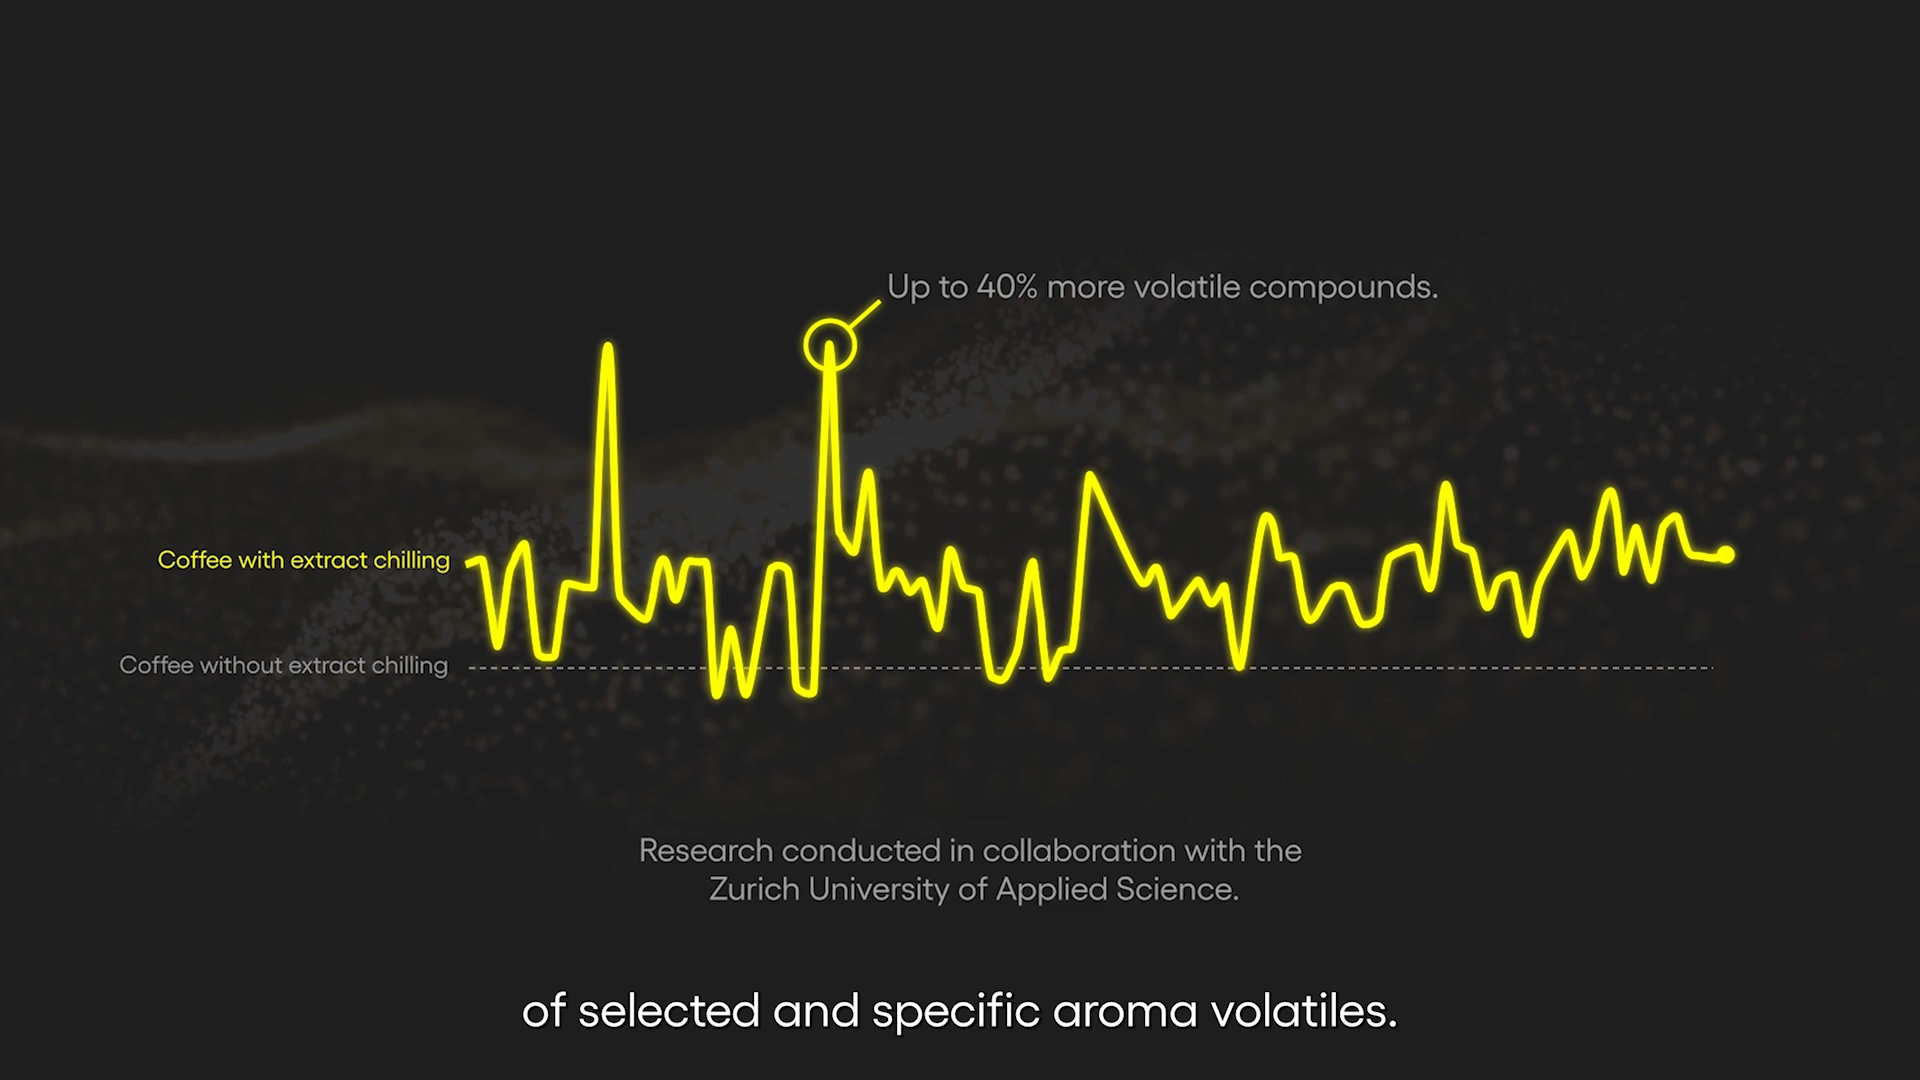 Up to 40% more volatile compounds.
Coffee with extract chilling
Coffee without extract chilling
Research conducted in collaboration with the
Zurich University of Applied Science.
of selected and specific aroma volatiles.